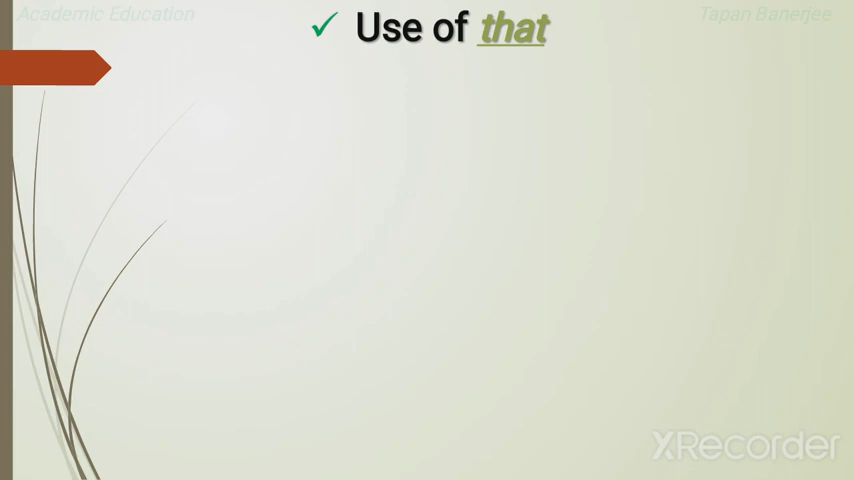 Academic Education
✓ Use of that
Tapan Banerjee
XRecorder